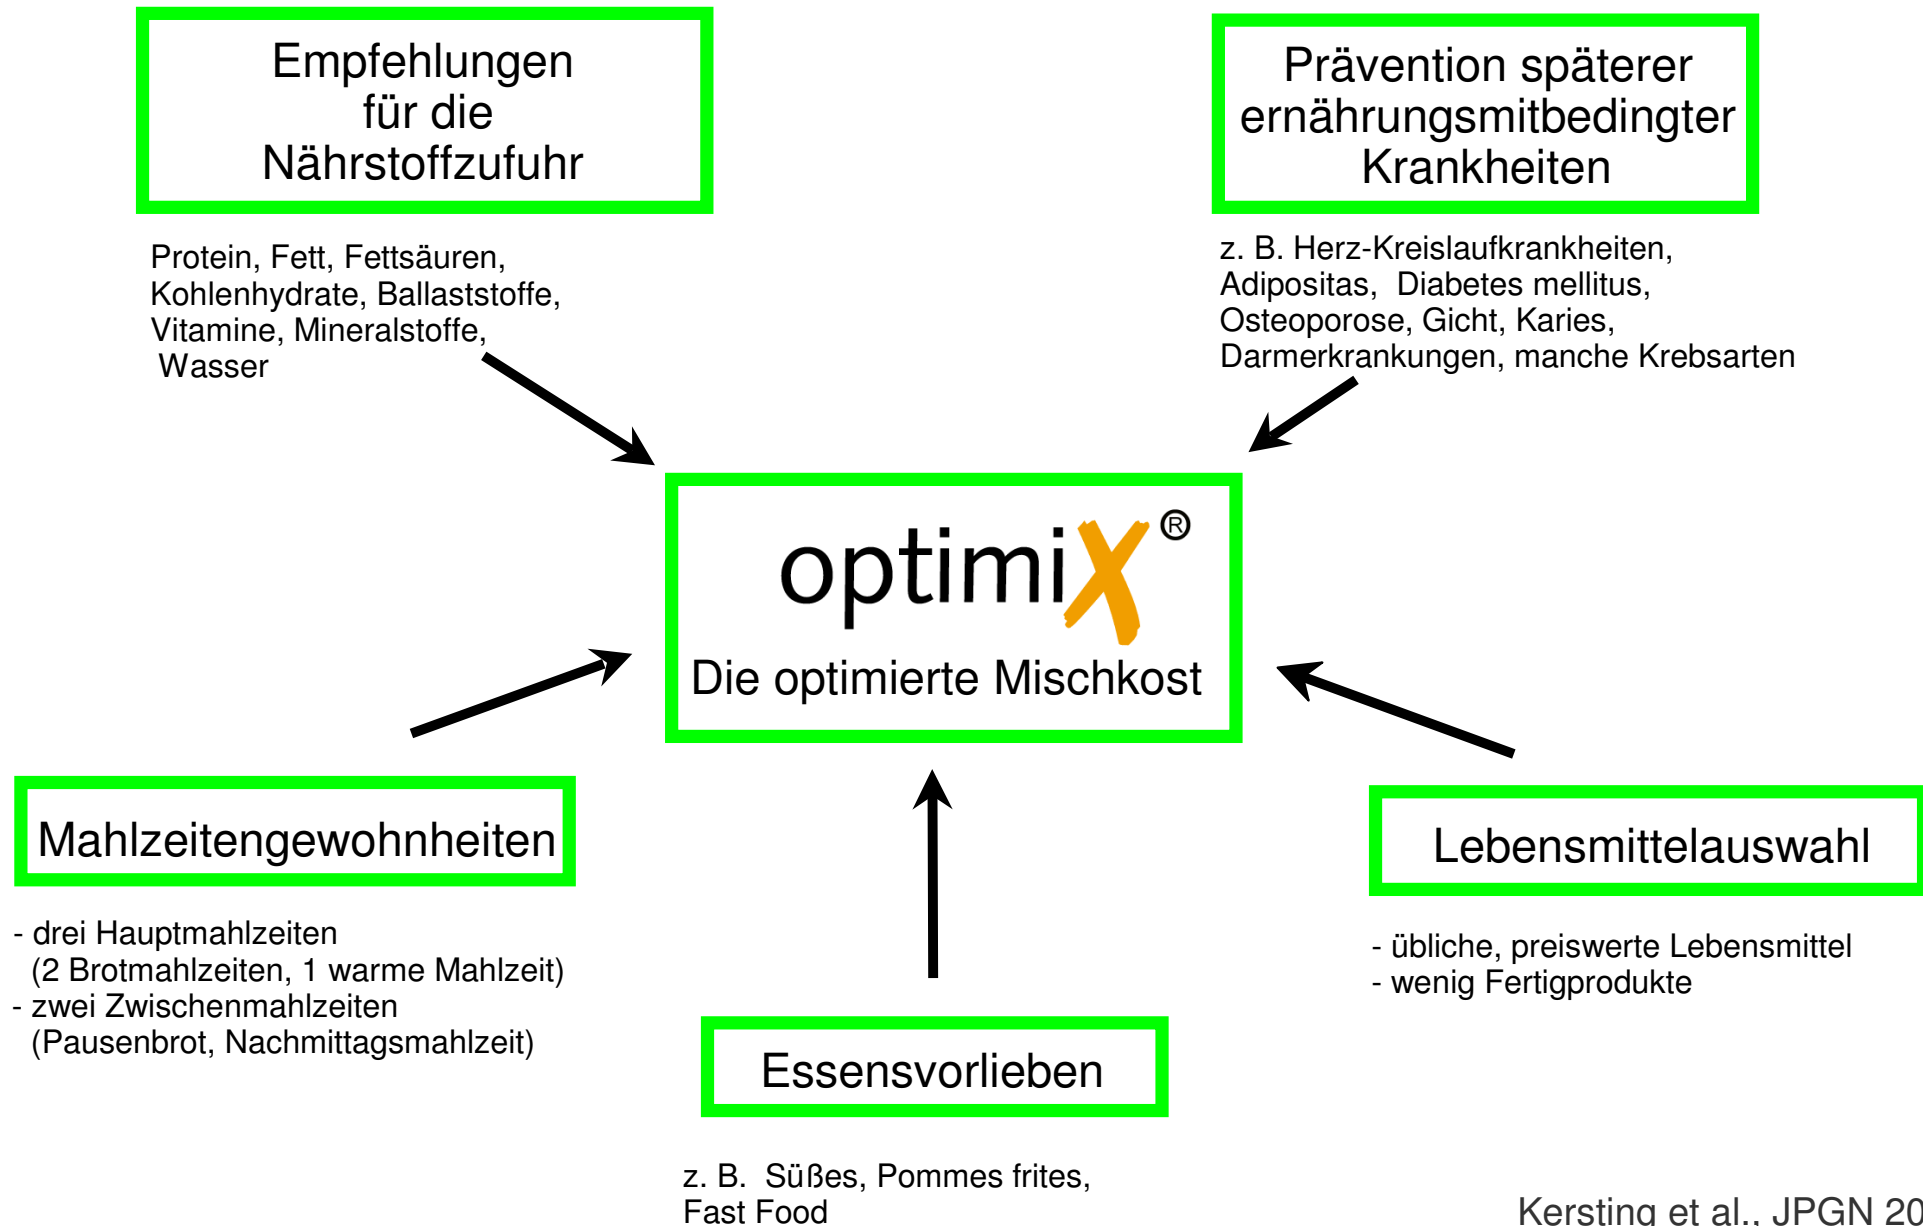 Empfehlungen
für die
Nährstoffzufuhr
Protein, Fett, Fettsäuren,
Kohlenhydrate, Ballaststoffe,
Vitamine, Mineralstoffe,
Wasser
Prävention späterer
ernährungsmitbedingter
Krankheiten
z. B. Herz-Kreislaufkrankheiten,
Adipositas, Diabetes mellitus,
Osteoporose, Gicht, Karies,
Darmerkrankungen, manche Krebsarten
optimiX®
Die optimierte Mischkost
Mahlzeitengewohnheiten
- drei Hauptmahlzeiten
(2 Brotmahlzeiten, 1 warme Mahlzeit)
- zwei Zwischenmahlzeiten
(Pausenbrot, Nachmittagsmahlzeit)
Essensvorlieben
z. B. Süßes, Pommes frites,
Fast Food
Lebensmittelauswahl
- übliche, preiswerte Lebensmittel
- wenig Fertigprodukte
Kersting et al., JPGN 20